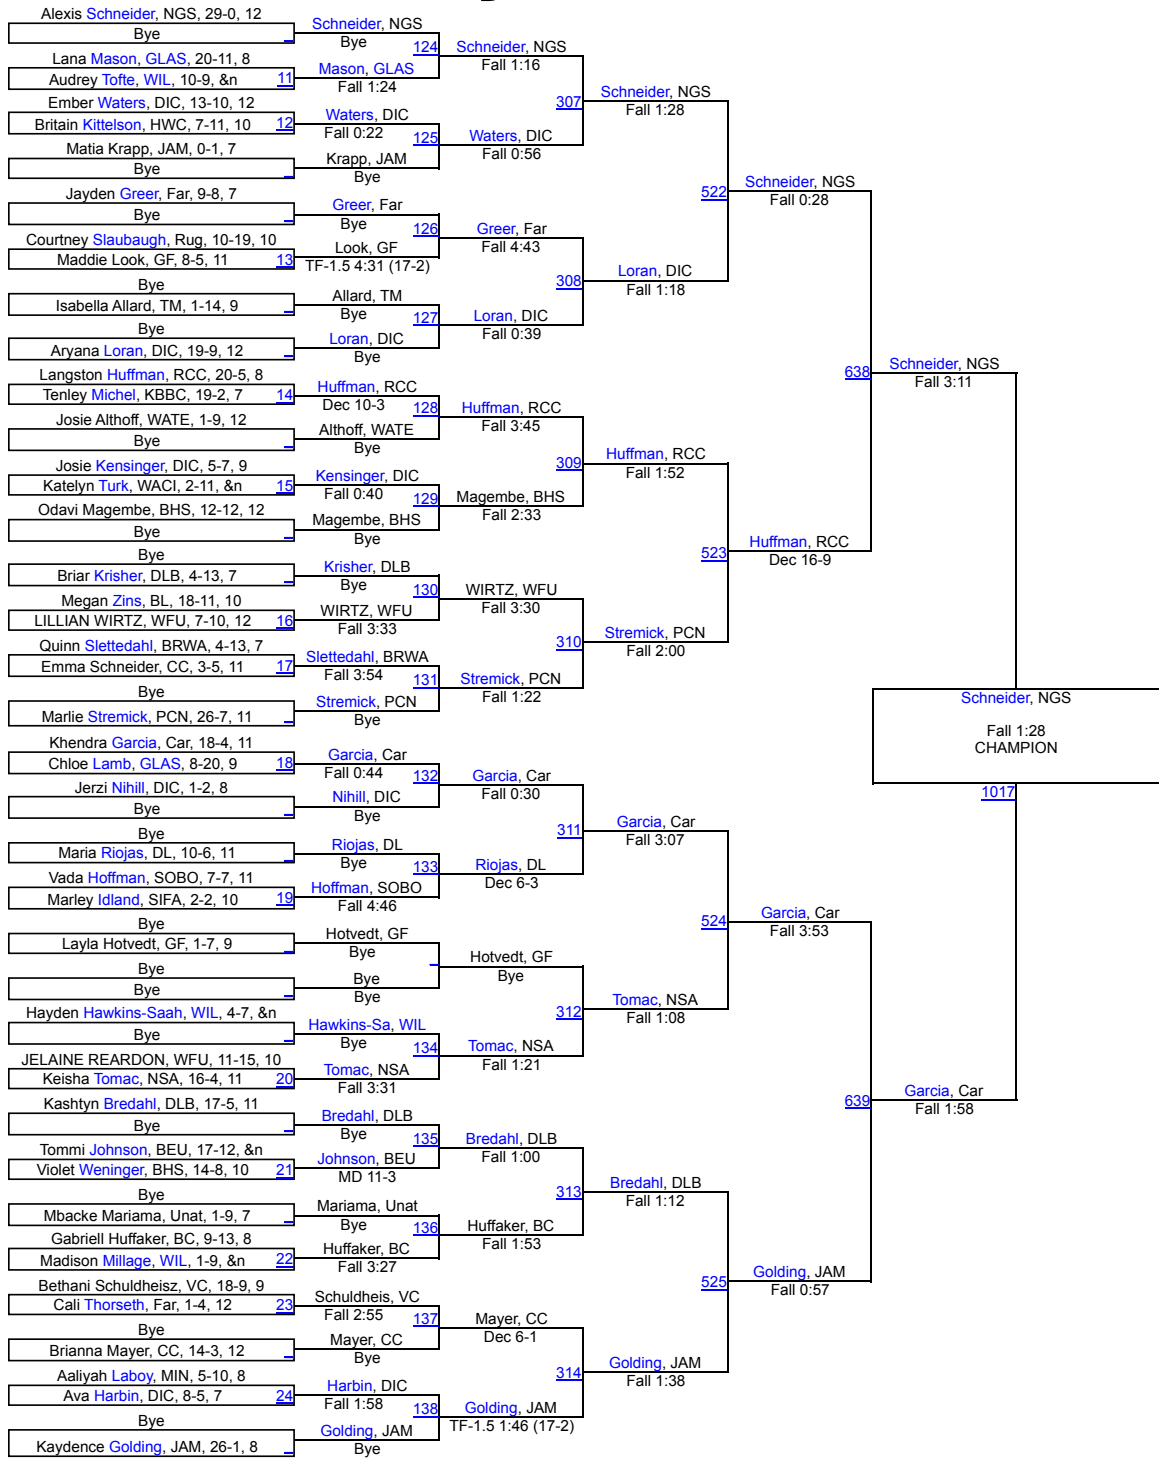 Alexis Schneider, NGS, 29-0, 12
Bye
Lana Mason, GLAS, 20-11, 8
Audrey Tofte, WIL, 10-9, &n 11
Ember Waters, DIC, 13-10, 12
Britain Kittelson, HWC, 7-11, 10 12
Matia Krapp, JAM, 0-1, 7
Bye
Jayden Greer, Far, 9-8, 7
Bye
Courtney Slaubaugh, Rug, 10-19, 10
Maddie Look, GF, 8-5, 11 13
Bye
Isabella Allard, TM, 1-14, 9
Bye
Aryana Loran, DIC, 19-9, 12
Langston Huffman, RCC, 20-5, 8
Tenley Michel, KBBC, 19-2, 7 14
Josie Althoff, WATE, 1-9, 12
Bye
Josie Kensinger, DIC, 5-7, 9
Katelyn Turk, WACI, 2-11, &n 15
Odavi Magembe, BHS, 12-12, 12
Bye
Bye
Briar Krisher, DLB, 4-13, 7
Megan Zins, BL, 18-11, 10
LILLIAN WIRTZ, WFU, 7-10, 12 16
Quinn Slettedahl, BRWA, 4-13, 7
Emma Schneider, CC, 3-5, 11 17
Bye
Marlie Stremick, PCN, 26-7, 11
Khendra Garcia, Car, 18-4, 11
Chloe Lamb, GLAS, 8-20, 9 18
Jerzi Nihill, DIC, 1-2, 8
Bye
Bye
Maria Riojas, DL, 10-6, 11
Vada Hoffman, SOBO, 7-7, 11
Marley Idland, SIFA, 2-2, 10 19
Bye
Layla Hotvedt, GF, 1-7, 9
Bye
Bye
Hayden Hawkins-Saah, WIL, 4-7, &n
Bye
JELAINE REARDON, WFU, 11-15, 10
Keisha Tomac, NSA, 16-4, 11 20
Kashtyn Bredahl, DLB, 17-5, 11
Bye
Tommi Johnson, BEU, 17-12, &n
Violet Weninger, BHS, 14-8, 10 21
Bye
Mbacke Mariama, Unat, 1-9, 7
Gabriell Huffaker, BC, 9-13, 8
Madison Millage, WIL, 1-9, &n 22
Bethani Schuldheisz, VC, 18-9, 9
Cali Thorseth, Far, 1-4, 12 23
Bye
Brianna Mayer, CC, 14-3, 12
Aaliyah Laboy, MIN, 5-10, 8
Ava Harbin, DIC, 8-5, 7 24
Bye
Kaydence Golding, JAM, 26-1, 8
Schneider, NGS
Bye
124
Mason, GLAS
Fall 1:24
Waters, DIC
Fall 0:22
125
Krapp, JAM
Bye
Greer, Far
Bye
126
Look, GF
TF-1.5 4:31 (17-2)
Allard, TM
Bye
127
Loran, DIC
Bye
Huffman, RCC
Dec 10-3
128
Althoff, WATE
Bye
Kensinger, DIC
Fall 0:40
129
Magembe, BHS
Bye
Krisher, DLB
Bye
130
WIRTZ, WFU
Fall 3:33
Slettedahl, BRWA
Fall 3:54
131
Stremick, PCN
Bye
Garcia, Car
Fall 0:44
132
Nihill, DIC
Bye
Riojas, DL
Bye
133
Hoffman, SOBO
Fall 4:46
Hotvedt, GF
Bye
Bye
Bye
Hawkins-Sa, WIL
Bye
134
Tomac, NSA
Fall 3:31
Bredahl, DLB
Bye
135
Johnson, BEU
MD 11-3
Mariama, Unat
Bye
136
Huffaker, BC
Fall 3:27
Schuldheis, VC
Fall 2:55
137
Mayer, CC
Bye
Harbin, DIC
Fall 1:58
138
Golding, JAM
Bye
Schneider, NGS
Fall 1:16
307
Waters, DIC
Fall 0:56
Greer, Far
Fall 4:43
308
Loran, DIC
Fall 0:39
Huffman, RCC
Fall 3:45
309
Magembe, BHS
Fall 2:33
WIRTZ, WFU
Fall 3:30
310
Stremick, PCN
Fall 1:22
Garcia, Car
Fall 0:30
311
Riojas, DL
Dec 6-3
Hotvedt, GF
Bye
312
Tomac, NSA
Fall 1:21
Bredahl, DLB
Fall 1:00
313
Huffaker, BC
Fall 1:53
Mayer, CC
Dec 6-1
314
Golding, JAM
TF-1.5 1:46 (17-2)
Schneider, NGS
Fall 1:28
522
Loran, DIC
Fall 1:18
Huffman, RCC
Fall 1:52
523
Stremick, PCN
Fall 2:00
Garcia, Car
Fall 3:07
524
Tomac, NSA
Fall 1:08
Bredahl, DLB
Fall 1:12
525
Golding, JAM
Fall 1:38
Schneider, NGS
Fall 0:28
638
Huffman, RCC
Dec 16-9
Garcia, Car
Fall 3:53
639
Golding, JAM
Fall 0:57
Schneider, NGS
Fall 3:11
Garcia, Car
Fall 1:58
Schneider, NGS
Fall 1:28
CHAMPION
1017